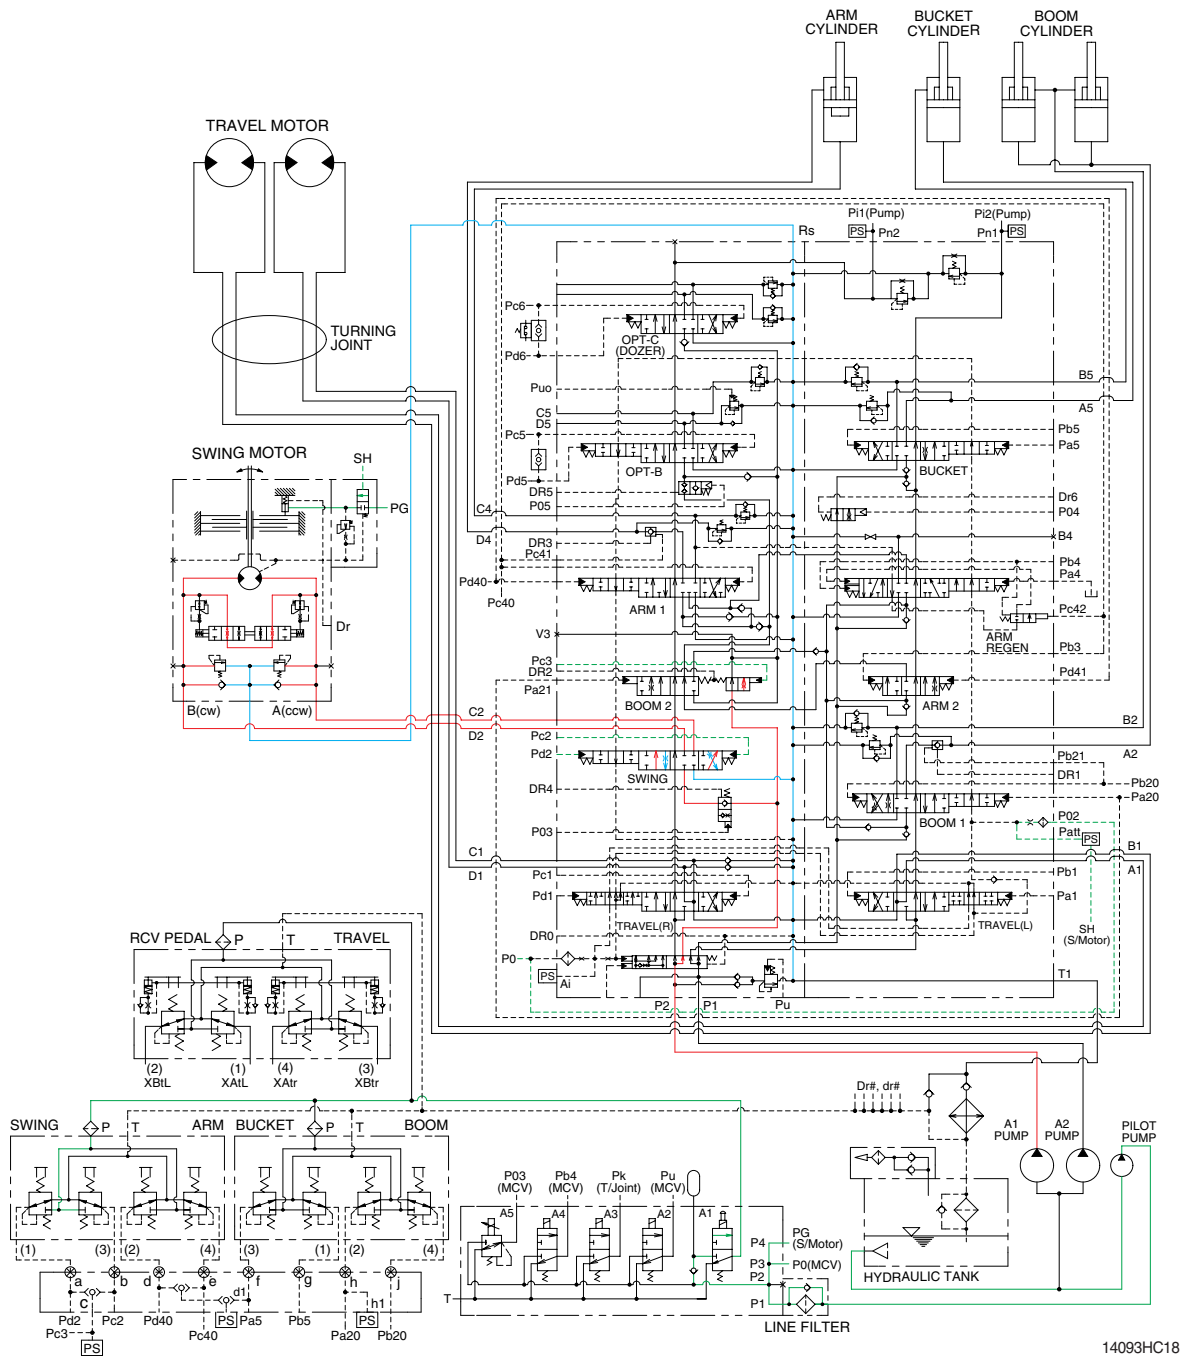 ARM
CYLINDER
BUCKET
CYLINDER
BOOM
CYLINDER
TRAVEL MOTOR
Pi1(Pump)
Pi2(Pump)
PS
Pn2
Pn1
PS
Rs
TURNING
JOINT
Pc6
Pd6
OPT-C
(DOZER)
Puo
C5
D5
Pc5
Pd5
OPT-B
DR5
P05
B5
A5
Pb5
Pa5
BUCKET
Dr6
P04
SWING MOTOR
SH
PG
Dr
B(cw)
A(ccw)
C4
D4
DR3
Pc41
Pd40
Pc40
ARM 1
B4
Pb4
Pa4
Pc42
ARM
REGEN
Pb3
V3
Pc3
DR2
Pa21
BOOM 2
Pd41
ARM 2
C2
D2
Pc2
Pd2
SWING
B2
A2
Pb21
DR1
Pb20
Pa20
DR4
P03
BOOM 1
P02
Patt
PS
C1
D1
Pc1
Pd1
TRAVEL(R)
B1
A1
Pb1
Pa1
TRAVEL(L)
SH
(S/Motor)
DR0
P0
PS
Ai
P2
P1
Pu
T1
RCV PEDAL
P
T
TRAVEL
(2)
XBtL
(1)
XAtL
(4)
XAtr
(3)
XBtr
Dr#, dr#
A1
PUMP
A2
PUMP
PILOT
PUMP
SWING
P
T
ARM
BUCKET
P
T
BOOM
(1)
(3)
(2)
(4)
(3)
(1)
(2)
(4)
a
b
d
e
f
g
h
j
c
d1
h1
Pd2
Pc2
Pd40
PS
Pa5
Pb5
PS
Pc3
PS
Pc40
Pa20
Pb20
P03
(MCV)
Pb4
(MCV)
Pk
(T/Joint)
Pu
(MCV)
A5
A4
A3
A2
A1
T
P4
PG
(S/Motor)
P3
P0(MCV)
P2
P1
LINE FILTER
HYDRAULIC TANK
14093HC18